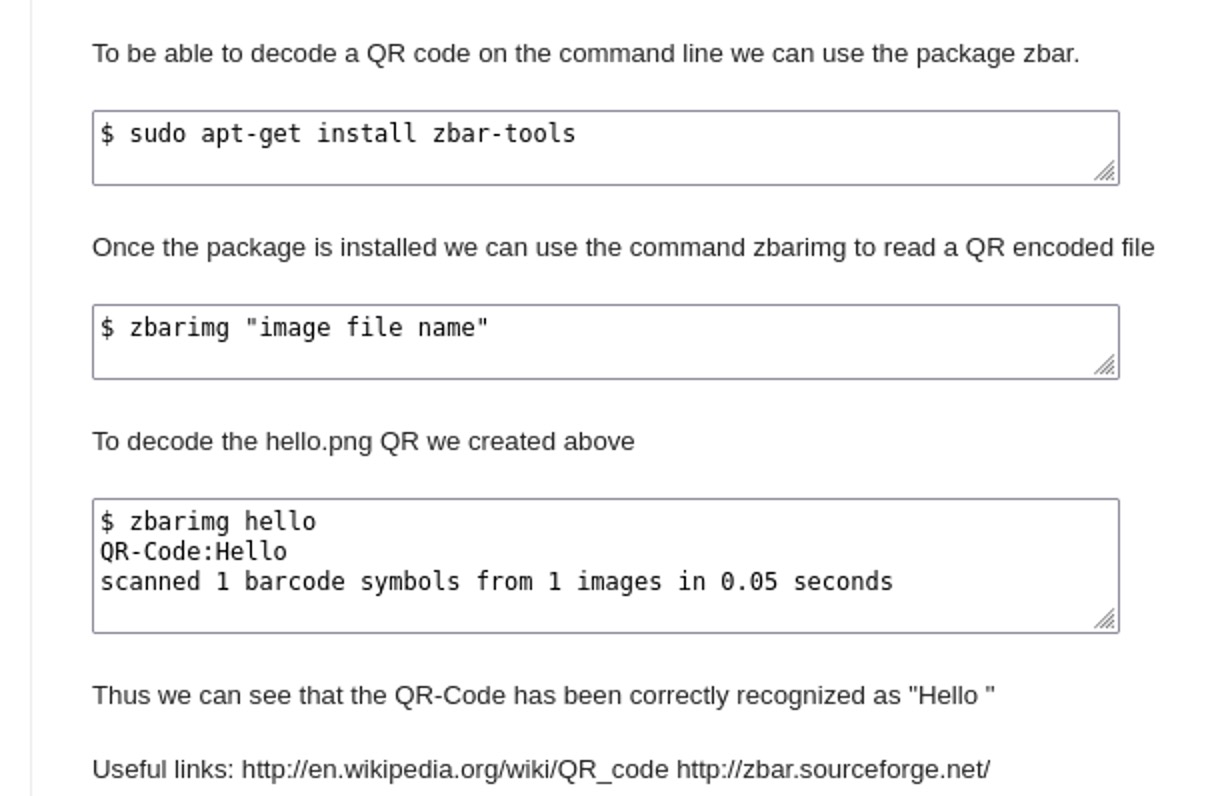 To be able to decode a QR code on the command line we can use the package zbar.
$ sudo apt-get install zbar-tools
Once the package is installed we can use the command zbarimg to read a QR encoded file
$ zbarimg "image file name"
To decode the hello.png QR we created above
$ zbarimg hello
QR-Code:Hello
scanned 1 barcode symbols from 1 images in 0.05 seconds
Thus we can see that the QR-Code has been correctly recognized as "Hello "
Useful links: http://en.wikipedia.org/wiki/QR_code http://zbar.sourceforge.net/